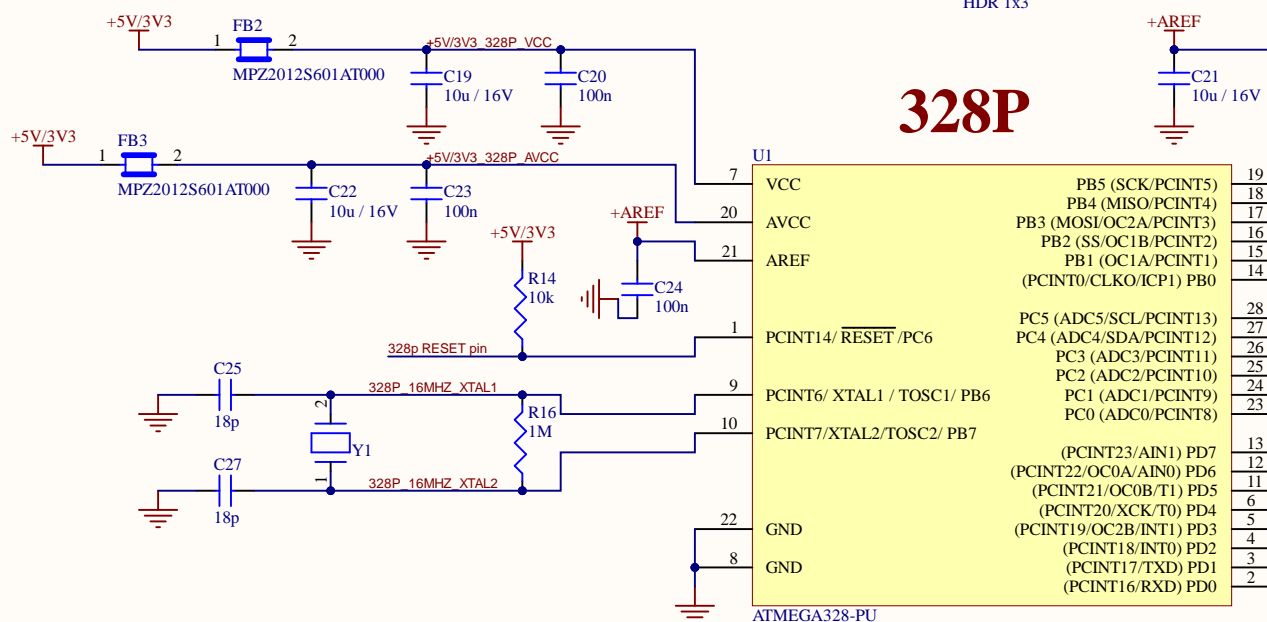 HDR 1x3
+5V/3V3
FB2
1
2
MPZ2012S601AT000
+5V/3V3_328P_VCC
C19
10u / 16V
C20
100n
+AREF
C21
10u / 16V
328P
+5V/3V3
FB3
1
2
MPZ2012S601AT000
+5V/3V3_328P_AVCC
C22
10u / 16V
C23
100n
+AREF
C24
100n
+5V/3V3
R14
10k
328p RESET pin
C25
18p
328P_16MHZ_XTAL1
2
Y1
1
R16
1M
C27
18p
328P_16MHZ_XTAL2
U1
7 VCC
20 AVCC
21 AREF
1 PCINT14/ RESET /PC6
9 PCINT6/ XTAL1 / TOSC1/ PB6
10 PCINT7/XTAL2/TOSC2/ PB7
22 GND
8 GND
PB5 (SCK/PCINT5) 19
PB4 (MISO/PCINT4) 18
PB3 (MOSI/OC2A/PCINT3) 17
PB2 (SS/OC1B/PCINT2) 16
PB1 (OC1A/PCINT1) 15
(PCINT0/CLKO/ICP1) PB0 14
PC5 (ADC5/SCL/PCINT13) 28
PC4 (ADC4/SDA/PCINT12) 27
PC3 (ADC3/PCINT11) 26
PC2 (ADC2/PCINT10) 25
PC1 (ADC1/PCINT9) 24
PC0 (ADC0/PCINT8) 23
(PCINT23/AIN1) PD7 13
(PCINT22/OC0A/AIN0) PD6 12
(PCINT21/OC0B/T1) PD5 11
(PCINT20/XCK/T0) PD4 6
(PCINT19/OC2B/INT1) PD3 5
(PCINT18/INT0) PD2 4
(PCINT17/TXD) PD1 3
(PCINT16/RXD) PD0 2
ATMEGA328-PU